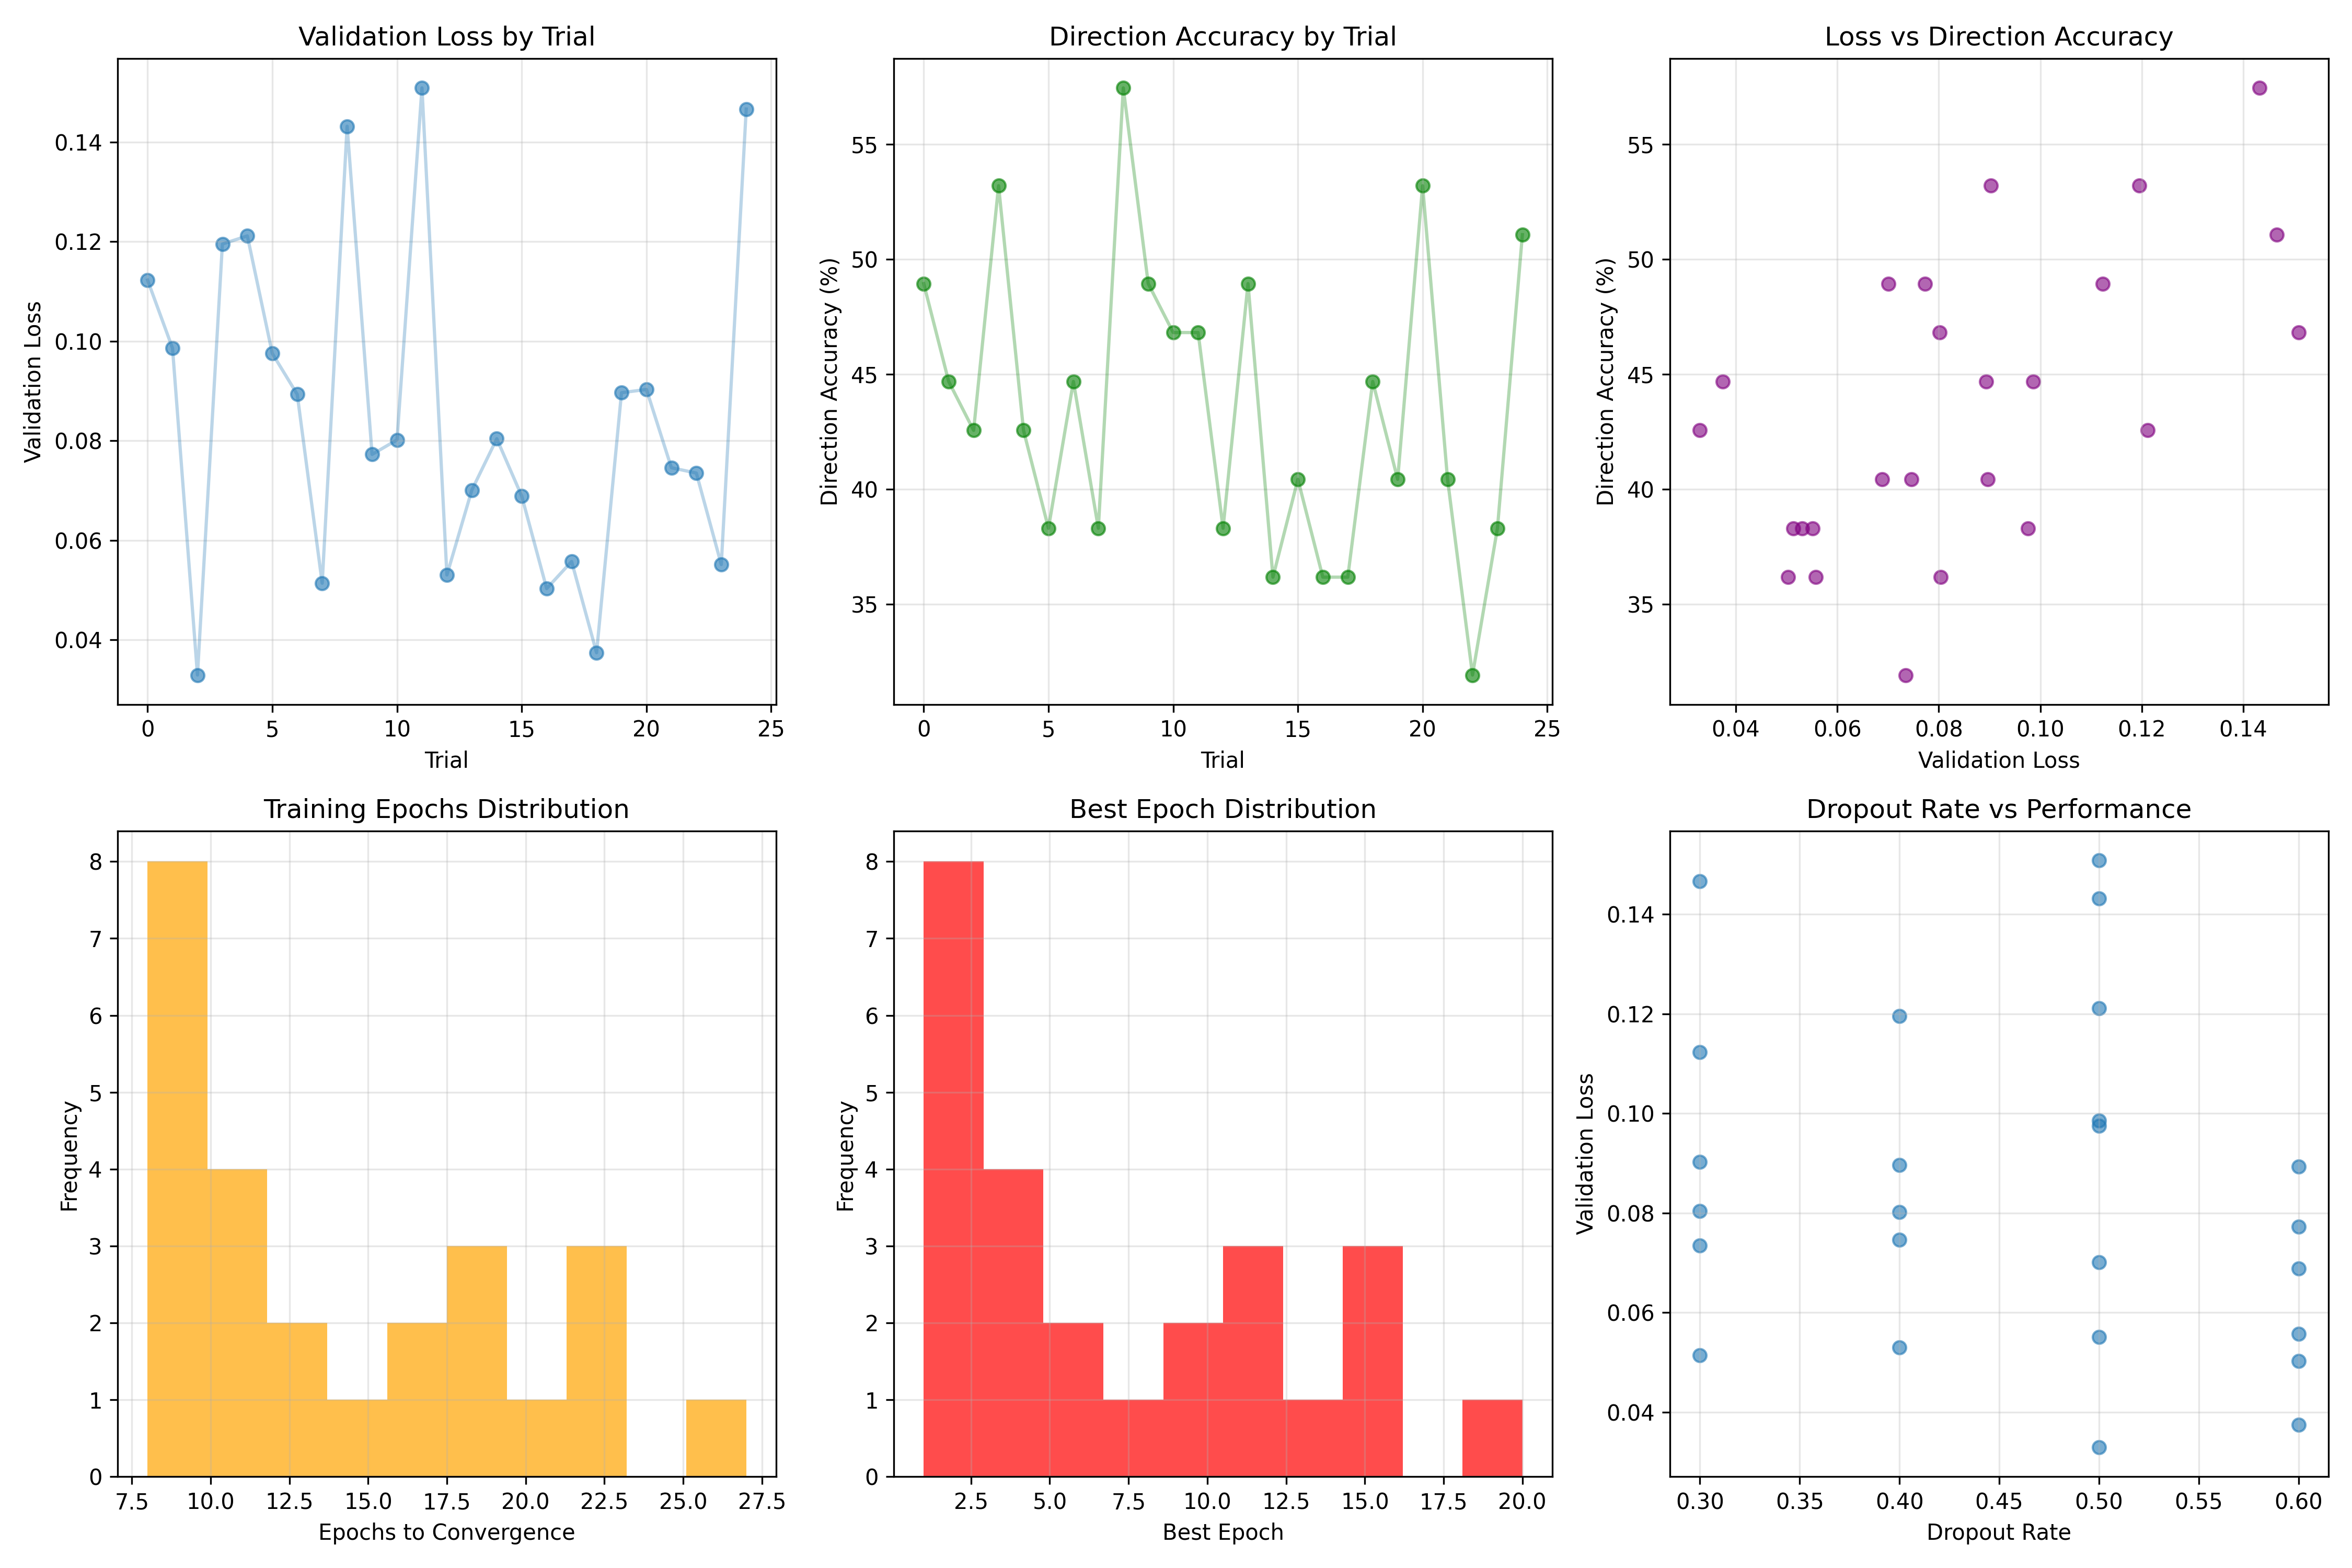 Validation Loss by Trial
Validation Loss
0.14
0.12
0.10
0.08
0.06
0.04
0 5 10 15 20 25
Trial
Direction Accuracy by Trial
Direction Accuracy (%)
55
50
45
40
35
0 5 10 15 20 25
Trial
Loss vs Direction Accuracy
Direction Accuracy (%)
55
50
45
40
35
0.04 0.06 0.08 0.10 0.12 0.14
Validation Loss
Training Epochs Distribution
Frequency
8
7
6
5
4
3
2
1
0
7.5 10.0 12.5 15.0 17.5 20.0 22.5 25.0 27.5
Epochs to Convergence
Best Epoch Distribution
Frequency
8
7
6
5
4
3
2
1
0
2.5 5.0 7.5 10.0 12.5 15.0 17.5 20.0
Best Epoch
Dropout Rate vs Performance
Validation Loss
0.14
0.12
0.10
0.08
0.06
0.04
0.30 0.35 0.40 0.45 0.50 0.55 0.60
Dropout Rate